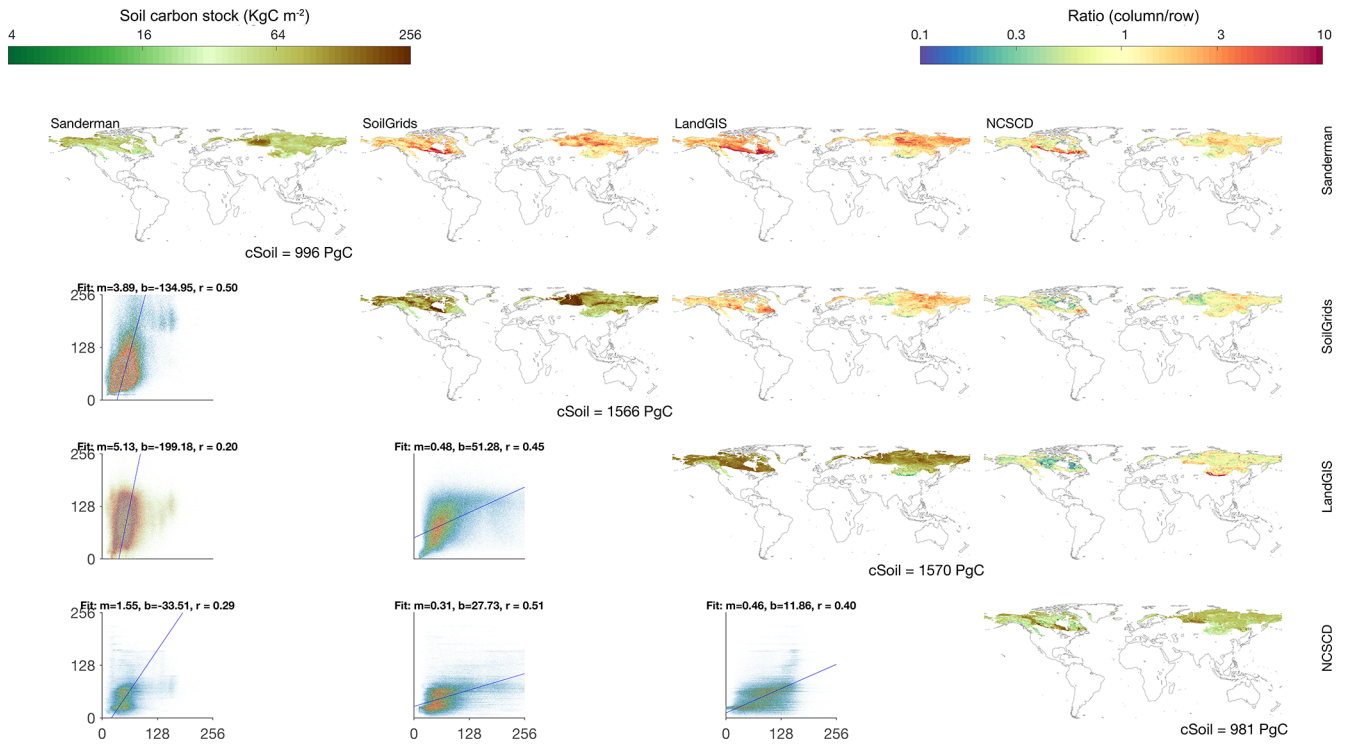 Soil carbon stock (KgC m-2)
4 16 64 256
Ratio (column/row)
0.1 0.3 1 3 10
Sanderman
SoilGrids
LandGIS
NCSCD
Sanderman
cSoil = 996 PgC
Fit: m=3.89, b=-134.95, r = 0.50
256
128
0
SoilGrids
cSoil = 1566 PgC
Fit: m=5.13, b=-199.18, r = 0.20
256
128
0
Fit: m=0.48, b=51.28, r = 0.45
LandGIS
cSoil = 1570 PgC
Fit: m=1.55, b=-33.51, r = 0.29
256
128
0
0 128 256
Fit: m=0.31, b=27.73, r = 0.51
0 128 256
Fit: m=0.46, b=11.86, r = 0.40
0 128 256
NCSCD
cSoil = 981 PgC